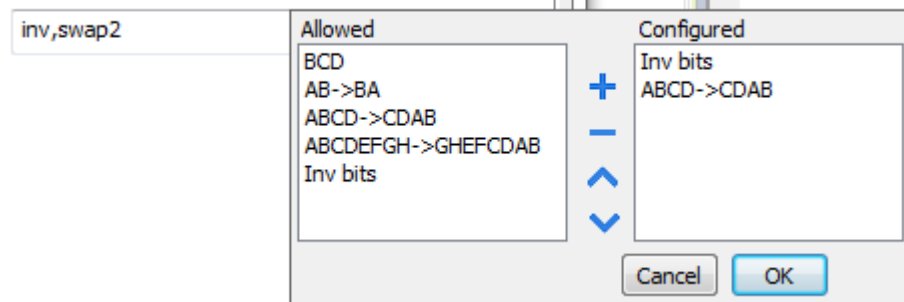 inv,swap2
Allowed
BCD
AB->BA
ABCD->CDAB
ABCDEFGH->GHEFCDAB
Inv bits
Configured
Inv bits
ABCD->CDAB
Cancel
OK